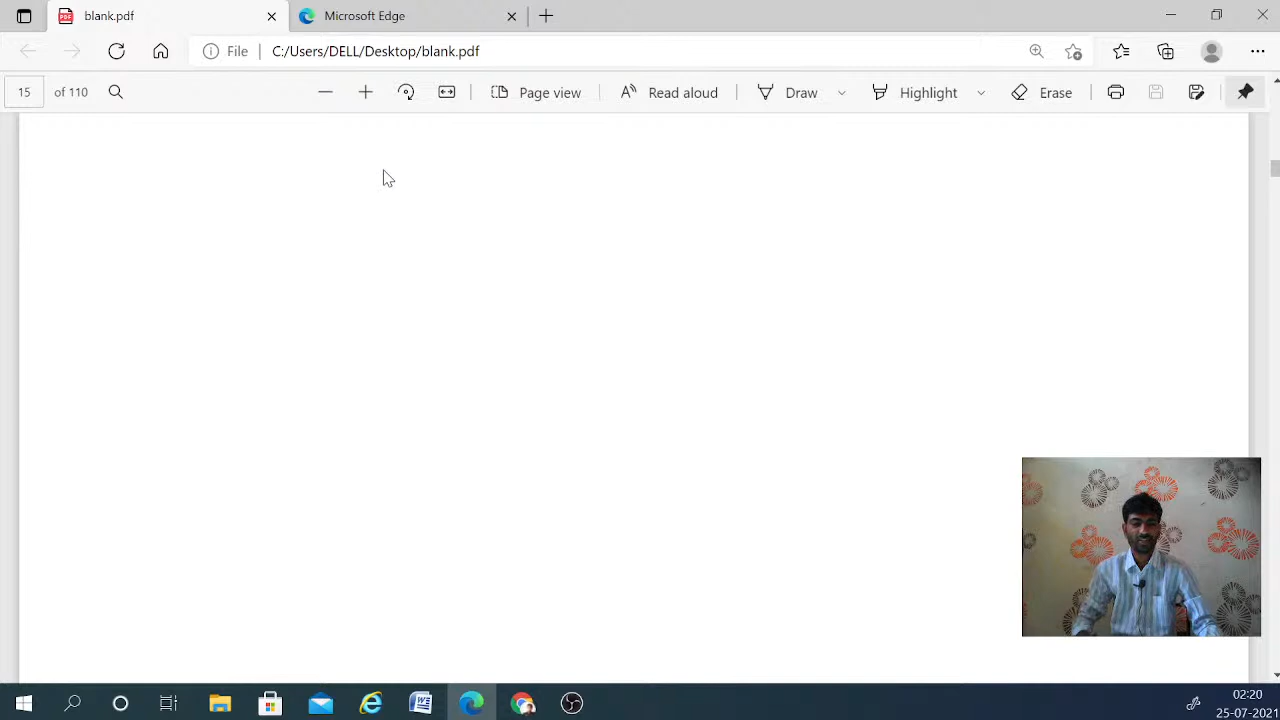 blank.pdf
Microsoft Edge
File
C:/Users/DELL/Desktop/blank.pdf
15 of 110
Page view
Read aloud
Draw
Highlight
Erase
02:20
25-07-2021